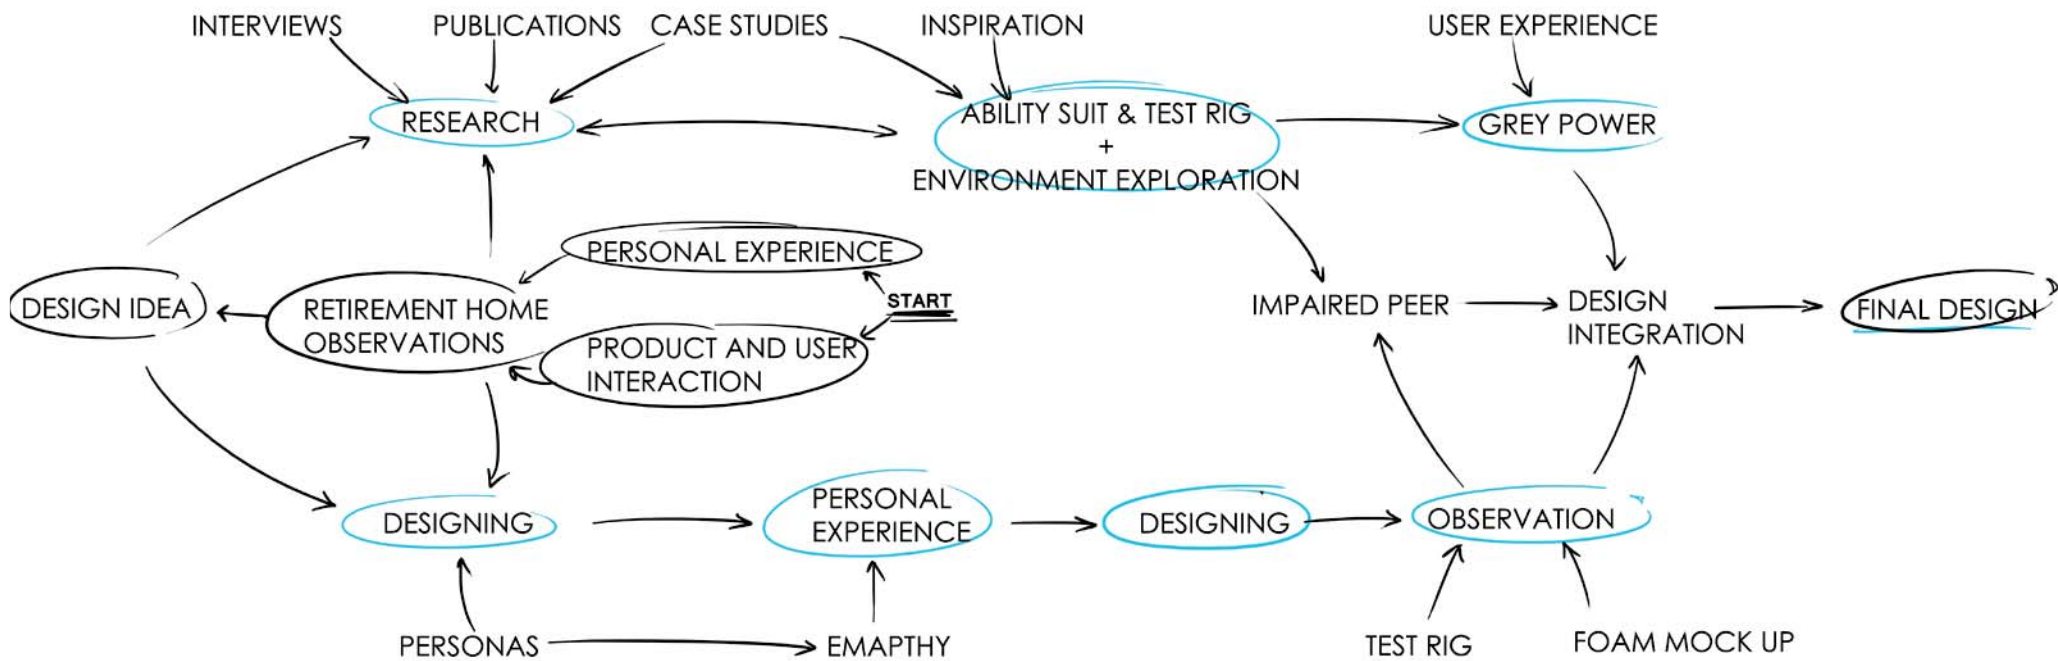 INTERVIEWS
PUBLICATIONS
CASE STUDIES
INSPIRATION
USER EXPERIENCE
RESEARCH
ABILITY SUIT & TEST RIG
+
ENVIRONMENT EXPLORATION
GREY POWER
PERSONAL EXPERIENCE
START
DESIGN IDEA
RETIREMENT HOME
OBSERVATIONS
PRODUCT AND USER
INTERACTION
IMPAIRED PEER
DESIGN
INTEGRATION
FINAL DESIGN
DESIGNING
PERSONAL
EXPERIENCE
DESIGNING
OBSERVATION
PERSONAS
EMAPTHY
TEST RIG
FOAM MOCK UP